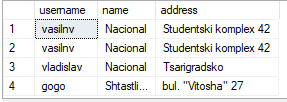 username name address
1 vasilnv Nacional Studentski komplex 42
2 vasilnv Nacional Studentski komplex 42
3 vladislav Nacional Tsarigradsko
4 gogo Shtastli... bul. "Vitosha" 27